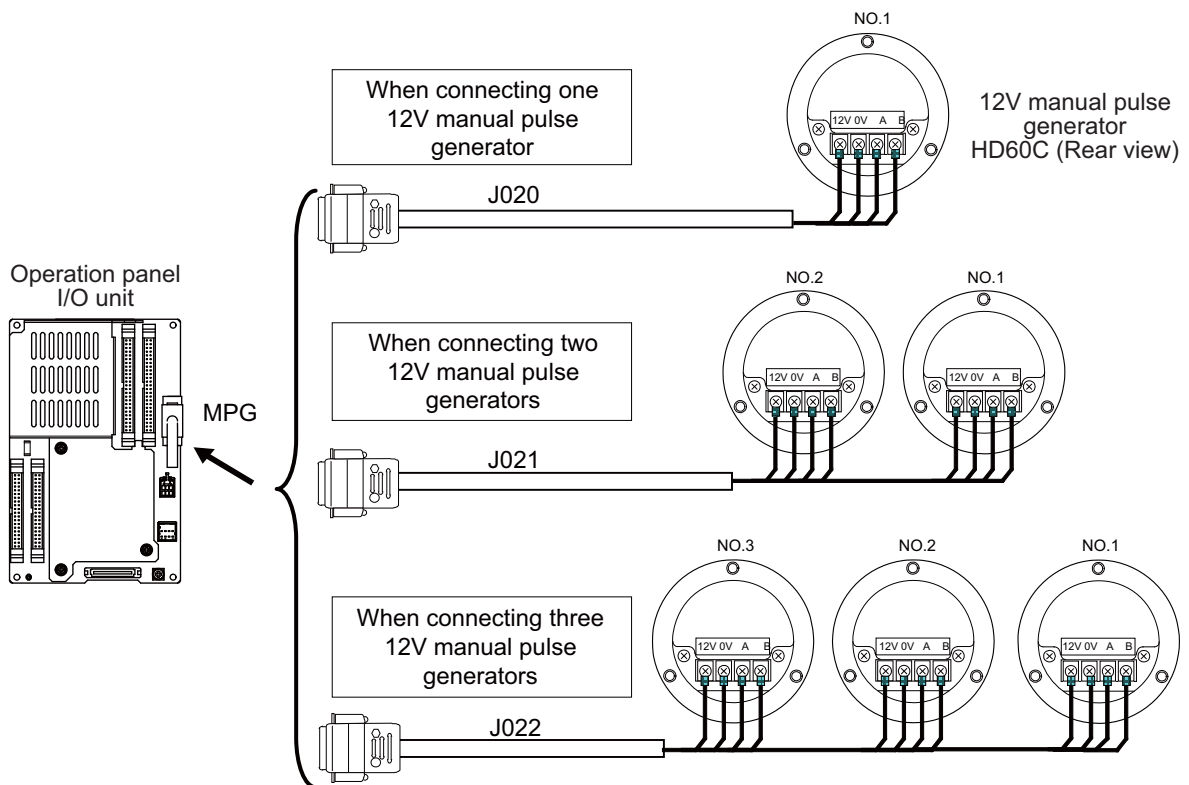 NO.1
When connecting one
12V manual pulse
generator
12V 0V A B
12V manual pulse
generator
HD60C (Rear view)
J020
Operation panel
I/O unit
MPG
NO.2
NO.1
When connecting two
12V manual pulse
generators
12V 0V A B
12V 0V A B
J021
NO.3
NO.2
NO.1
When connecting three
12V manual pulse
generators
12V 0V A B
12V 0V A B
12V 0V A B
J022